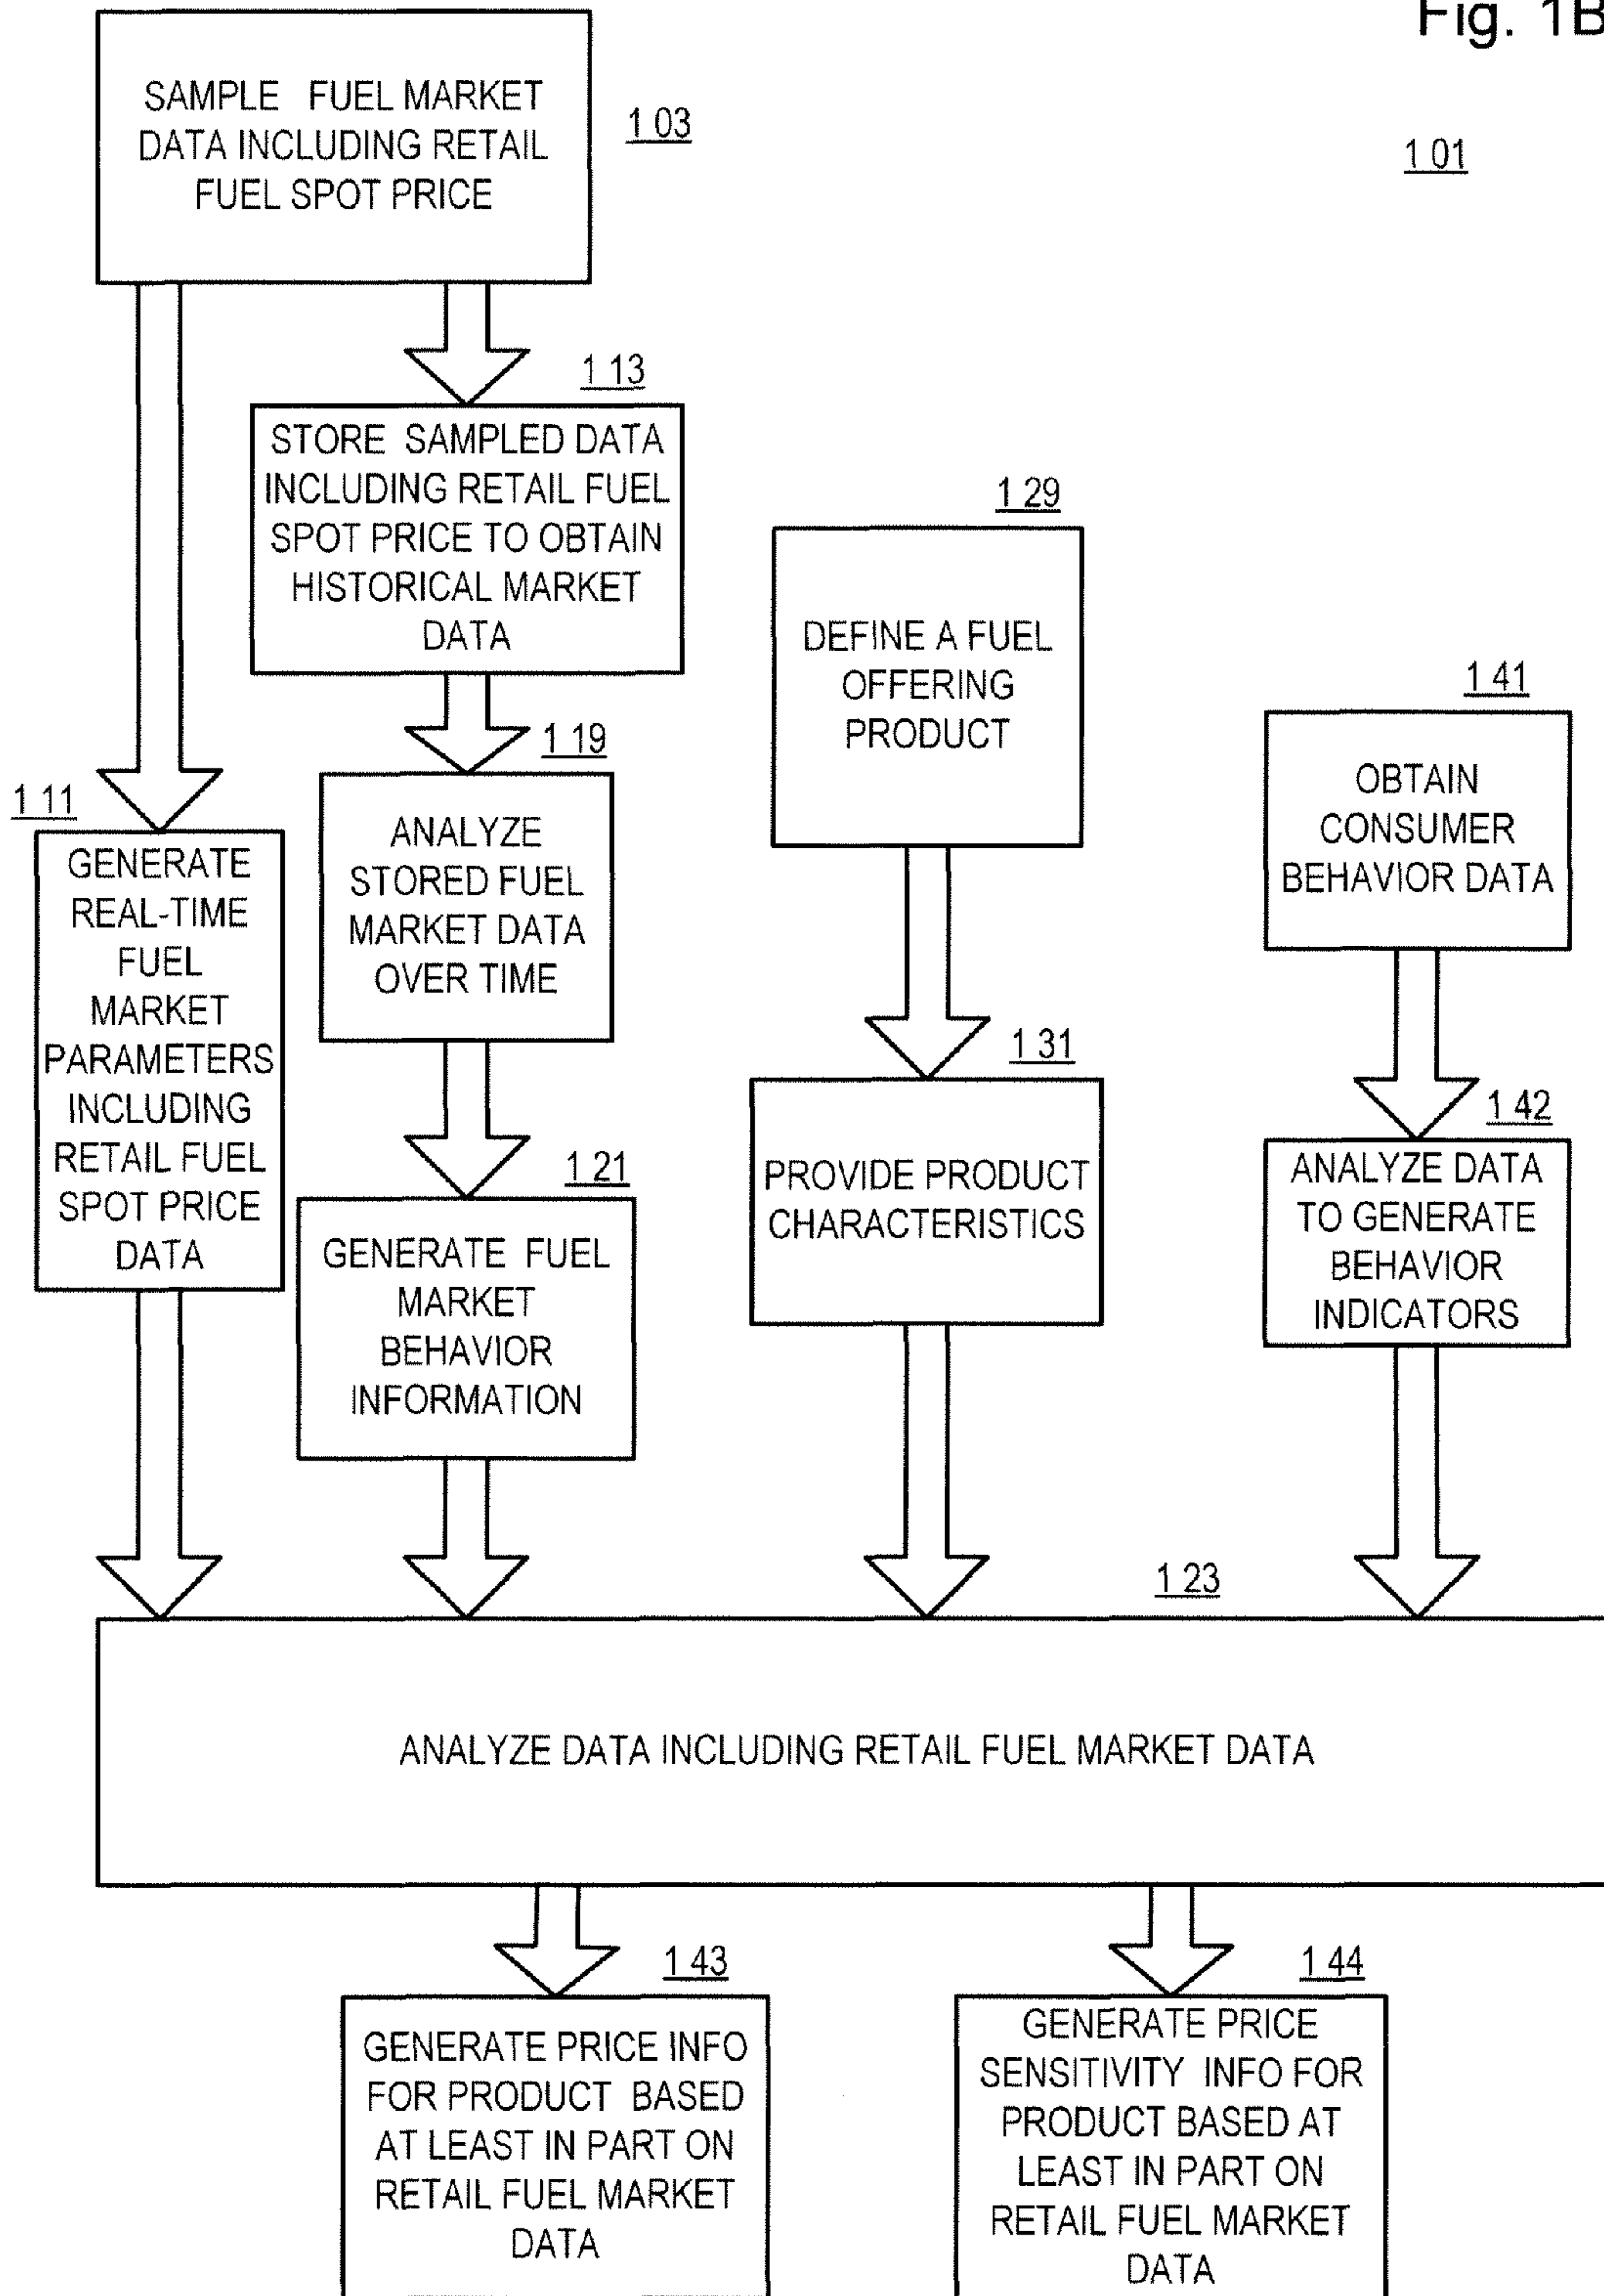 Fig. 1B
SAMPLE FUEL MARKET
DATA INCLUDING RETAIL
FUEL SPOT PRICE
1 03
1 01
1 13
STORE SAMPLED DATA
INCLUDING RETAIL FUEL
SPOT PRICE TO OBTAIN
HISTORICAL MARKET
DATA
1 29
DEFINE A FUEL
OFFERING
PRODUCT
1 41
OBTAIN
CONSUMER
BEHAVIOR DATA
1 19
ANALYZE
STORED FUEL
MARKET DATA
OVER TIME
1 11
GENERATE
REAL-TIME
FUEL
MARKET
PARAMETERS
INCLUDING
RETAIL FUEL
SPOT PRICE
DATA
1 31
PROVIDE PRODUCT
CHARACTERISTICS
1 42
ANALYZE DATA
TO GENERATE
BEHAVIOR
INDICATORS
1 21
GENERATE FUEL
MARKET
BEHAVIOR
INFORMATION
1 23
ANALYZE DATA INCLUDING RETAIL FUEL MARKET DATA
1 43
GENERATE PRICE INFO
FOR PRODUCT BASED
AT LEAST IN PART ON
RETAIL FUEL MARKET
DATA
1 44
GENERATE PRICE
SENSITIVITY INFO FOR
PRODUCT BASED AT
LEAST IN PART ON
RETAIL FUEL MARKET
DATA